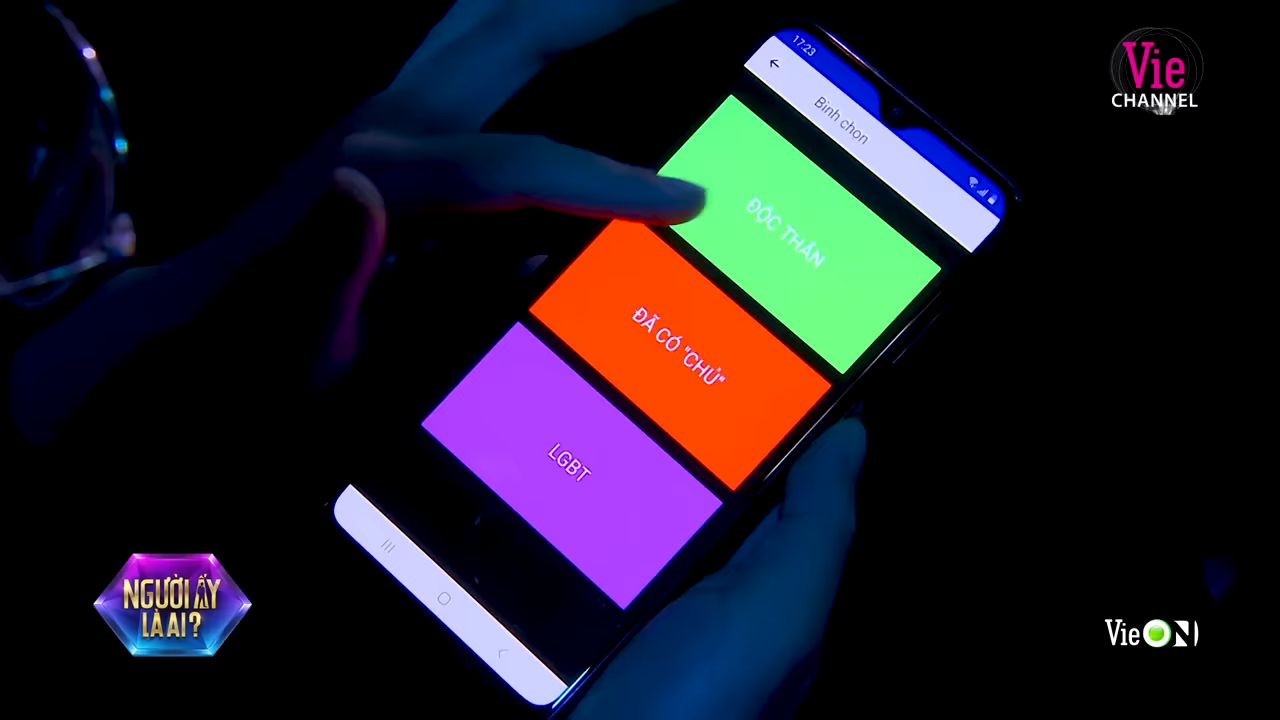 17:23
Bình chọn
ĐỘC THÂN
ĐÃ CÓ "CHỦ"
LGBT
Vie
CHANNEL
NGƯỜI ẤY
LÀ AI?
VieON